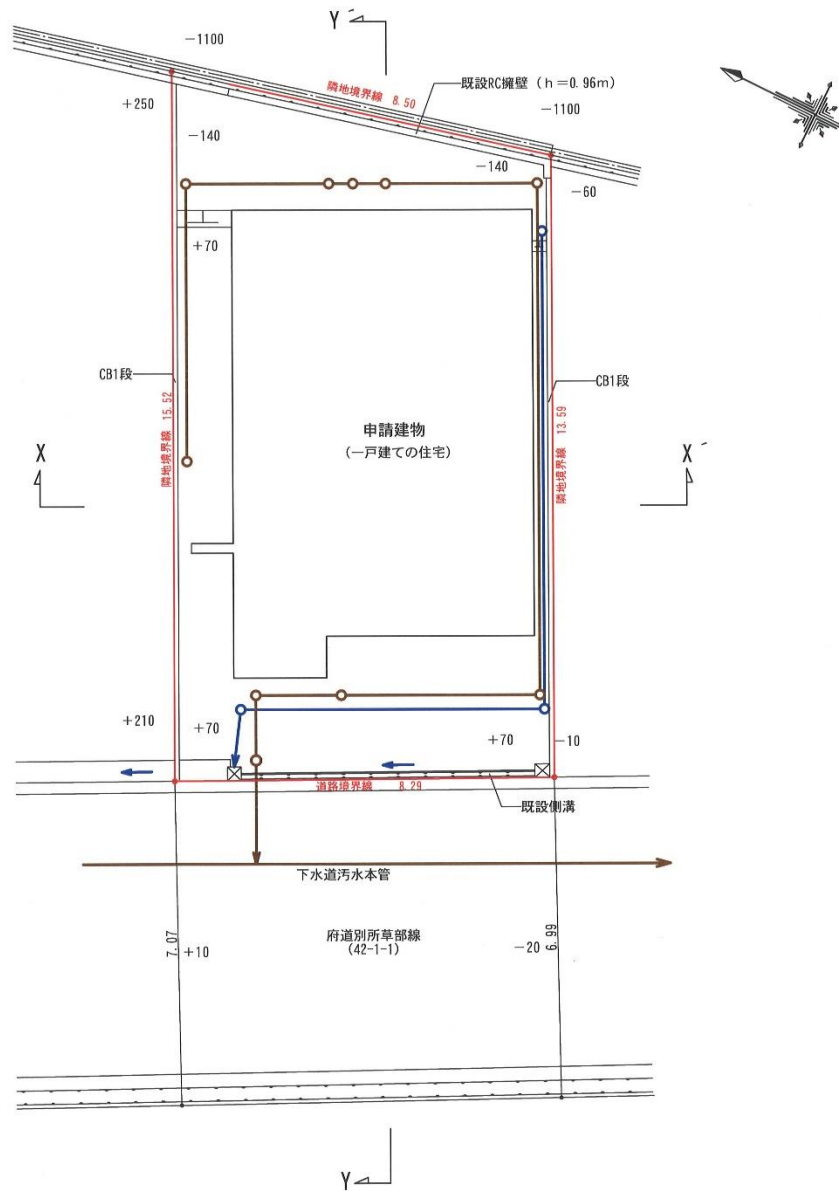 Y´
-1100
隣地境界線 8.50
既設RC擁壁 (h=0.96m)
+250
-1100
-140
-140
-60
+70
CB1段
CB1段
隣地境界線 15.52
隣地境界線 13.59
申請建物
(一戸建ての住宅)
X
X´
+210
+70
+70
-10
道路境界線 8.29
既設側溝
下水道汚水本管
府道別所草部線
(42-1-1)
7.07
+10
-20
6.99
Y